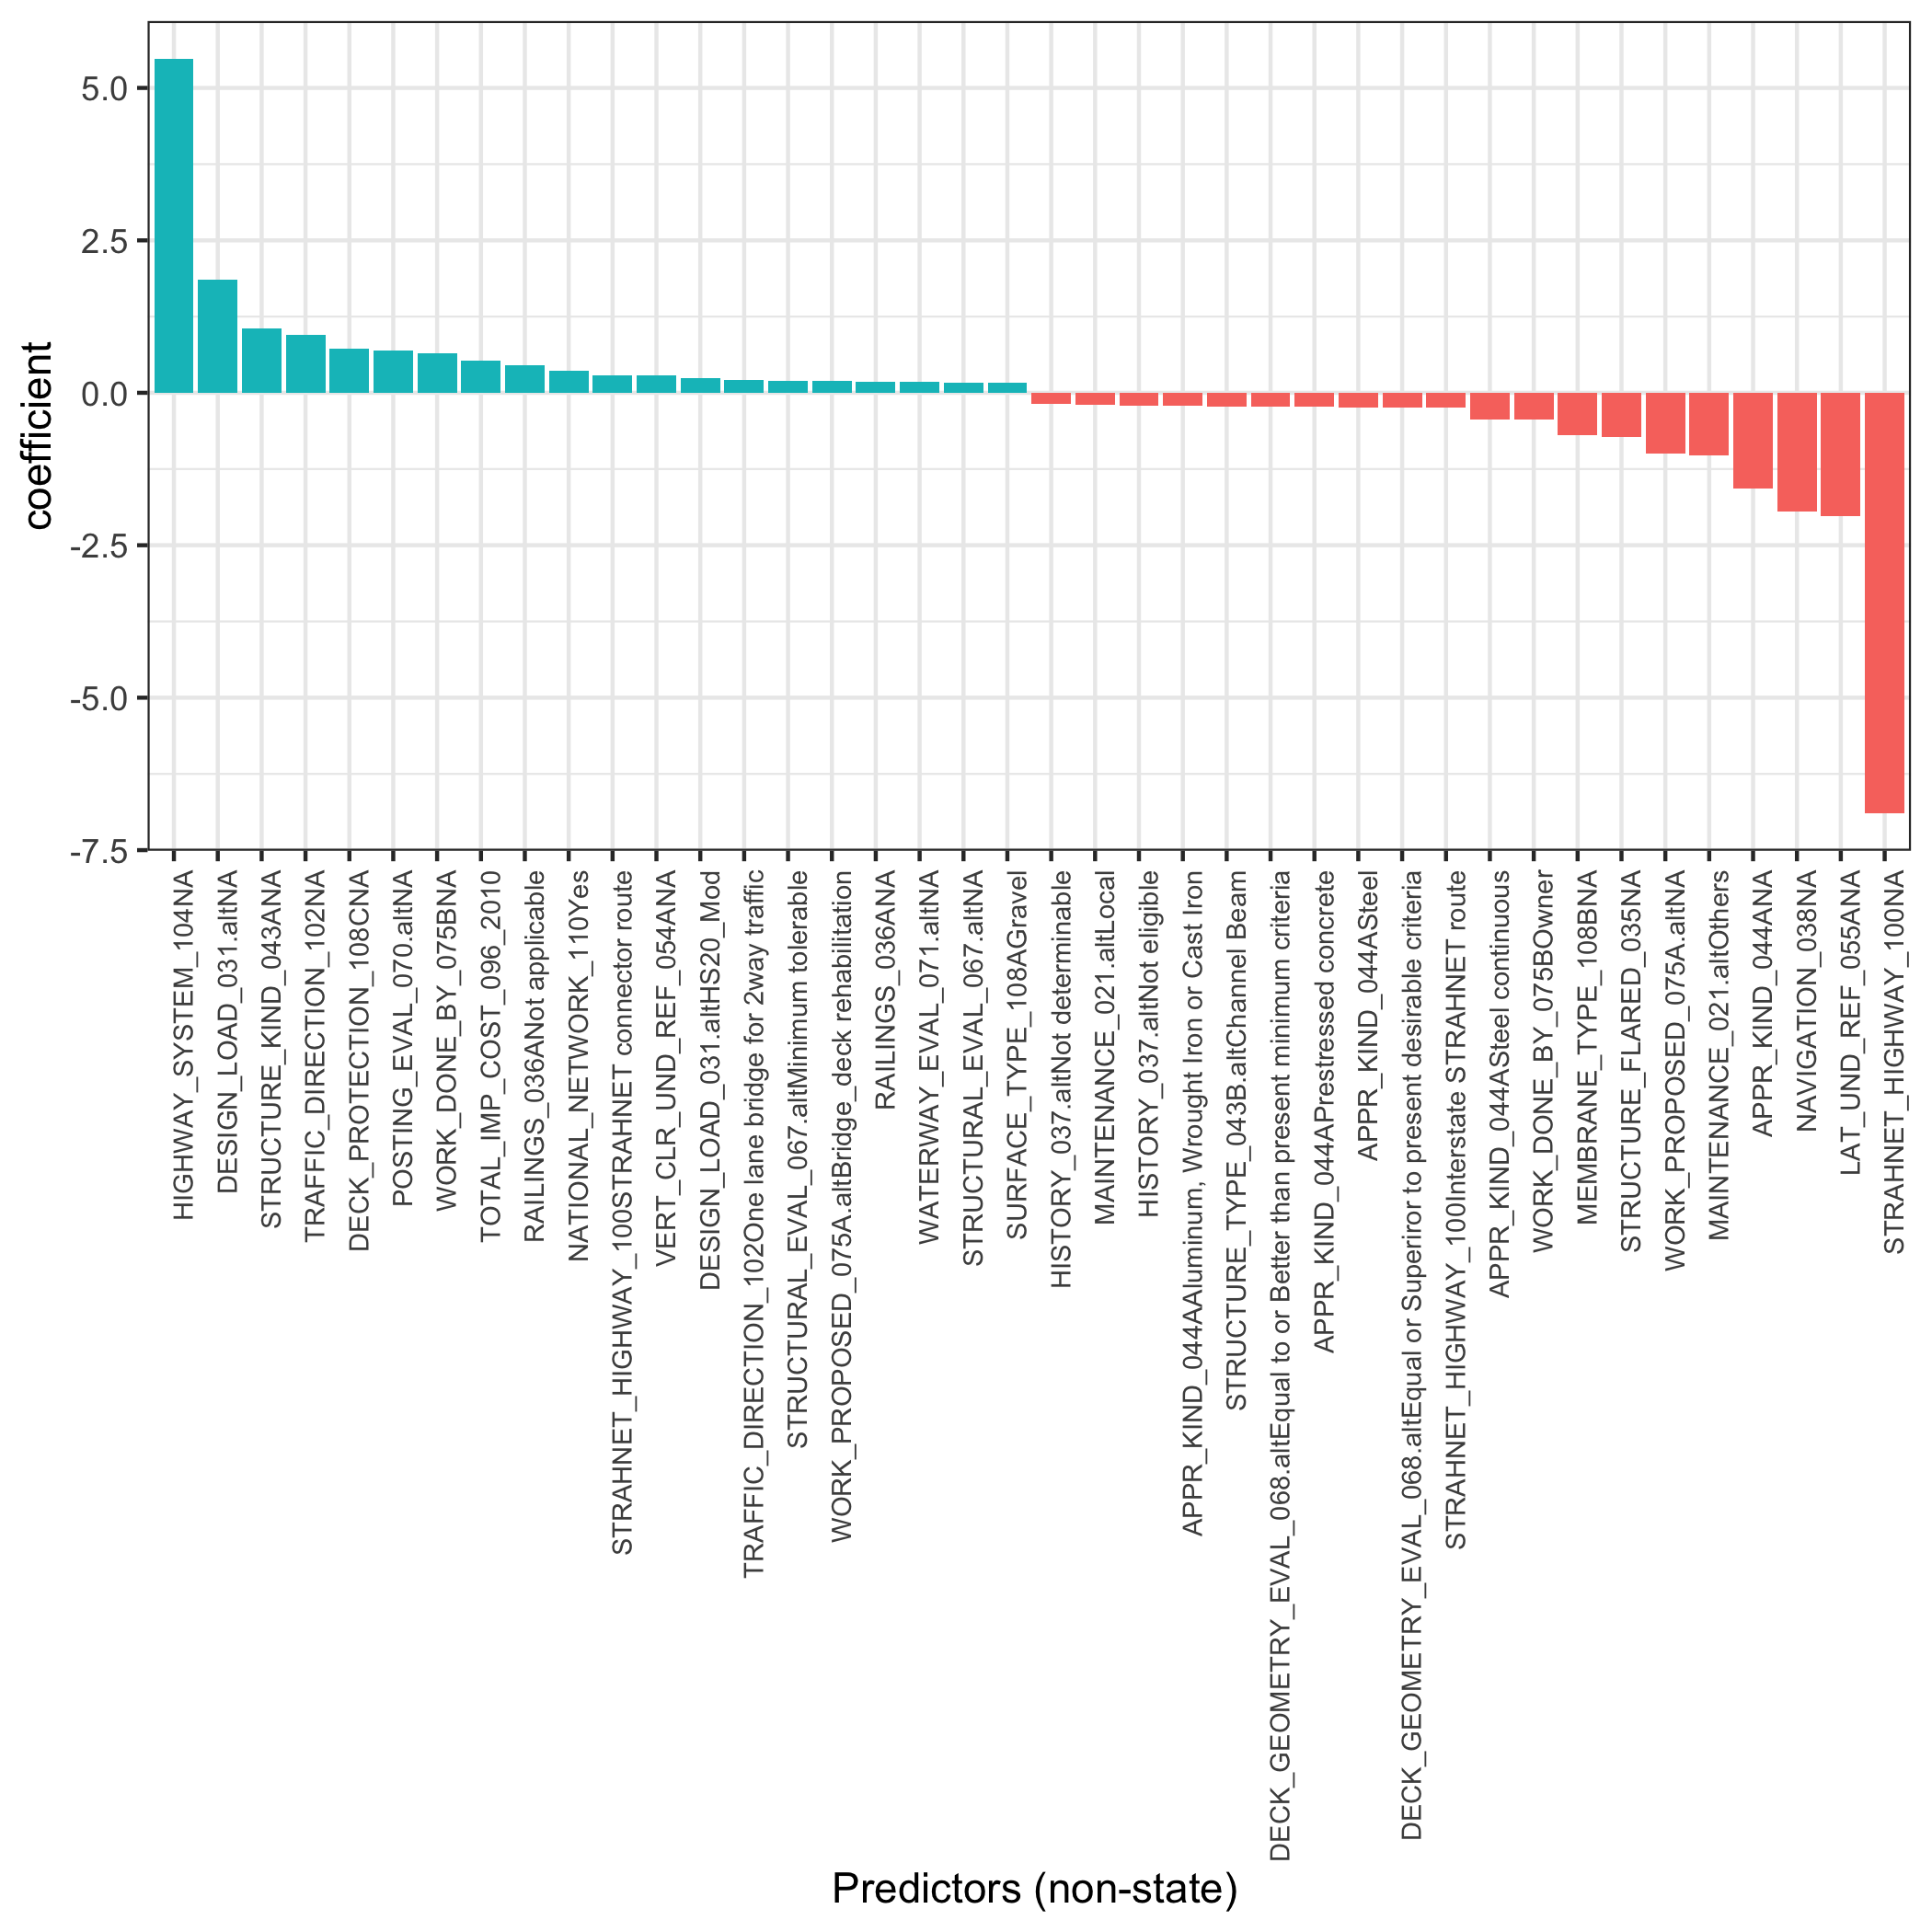 coefficient
5.0
2.5
0.0
-2.5
-5.0
-7.5
HIGHWAY_SYSTEM_104NA
DESIGN_LOAD_031.altNA
STRUCTURE_KIND_043ANA
TRAFFIC_DIRECTION_102NA
DECK_PROTECTION_108CNA
POSTING_EVAL_070.altNA
WORK_DONE_BY_075BNA
TOTAL_IMP_COST_096_2010
RAILINGS_036ANot applicable
NATIONAL_NETWORK_110Yes
STRAHNET_HIGHWAY_100STRAHNET connector route
VERT_CLR_UND_REF_054ANA
DESIGN_LOAD_031.altHS20_Mod
TRAFFIC_DIRECTION_102One lane bridge for 2way traffic
STRUCTURAL_EVAL_067.altMinimum tolerable
WORK_PROPOSED_075A.altBridge_deck rehabilitation
RAILINGS_036ANA
WATERWAY_EVAL_071.altNA
STRUCTURAL_EVAL_067.altNA
SURFACE_TYPE_108AGravel
HISTORY_037.altNot determinable
MAINTENANCE_021.altLocal
HISTORY_037.altNot eligible
APPR_KIND_044AAluminum, Wrought Iron or Cast Iron
STRUCTURE_TYPE_043B.altChannel Beam
DECK_GEOMETRY_EVAL_068.altEqual to or Better than present minimum criteria
APPR_KIND_044APrestressed concrete
APPR_KIND_044ASteel
DECK_GEOMETRY_EVAL_068.altEqual or Superior to present desirable criteria
STRAHNET_HIGHWAY_100Interstate STRAHNET route
APPR_KIND_044ASteel continuous
WORK_DONE_BY_075BOwner
MEMBRANE_TYPE_108BNA
STRUCTURE_FLARED_035NA
WORK_PROPOSED_075A.altNA
MAINTENANCE_021.altOthers
APPR_KIND_044ANA
NAVIGATION_038NA
LAT_UND_REF_055ANA
STRAHNET_HIGHWAY_100NA
Predictors (non-state)